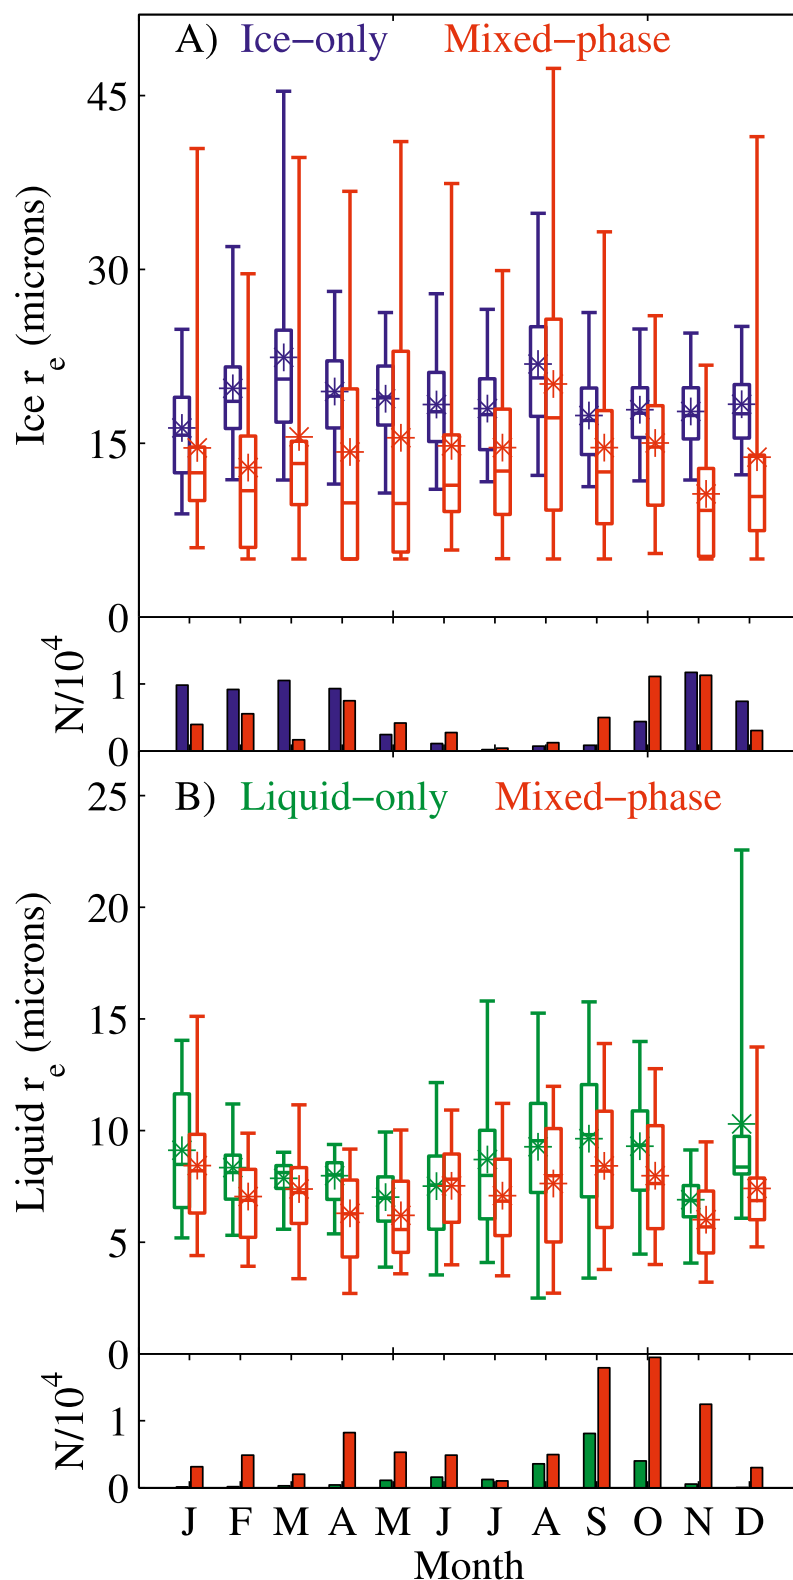 A) Ice−only Mixed−phase
45
30
15
0
Ice r_e (microns)
1
0
N/10^4
B) Liquid−only Mixed−phase
25
20
15
10
5
0
Liquid r_e (microns)
1
0
N/10^4
J F M A M J J A S O N D
Month